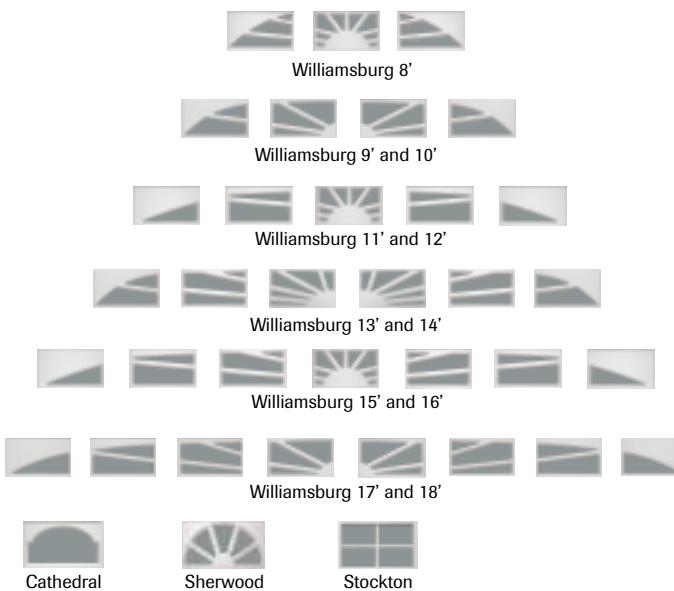 Williamsburg 8’
Williamsburg 9’ and 10’
Williamsburg 11’ and 12’
Williamsburg 13’ and 14’
Williamsburg 15’ and 16’
Williamsburg 17’ and 18’
Cathedral Sherwood Stockton